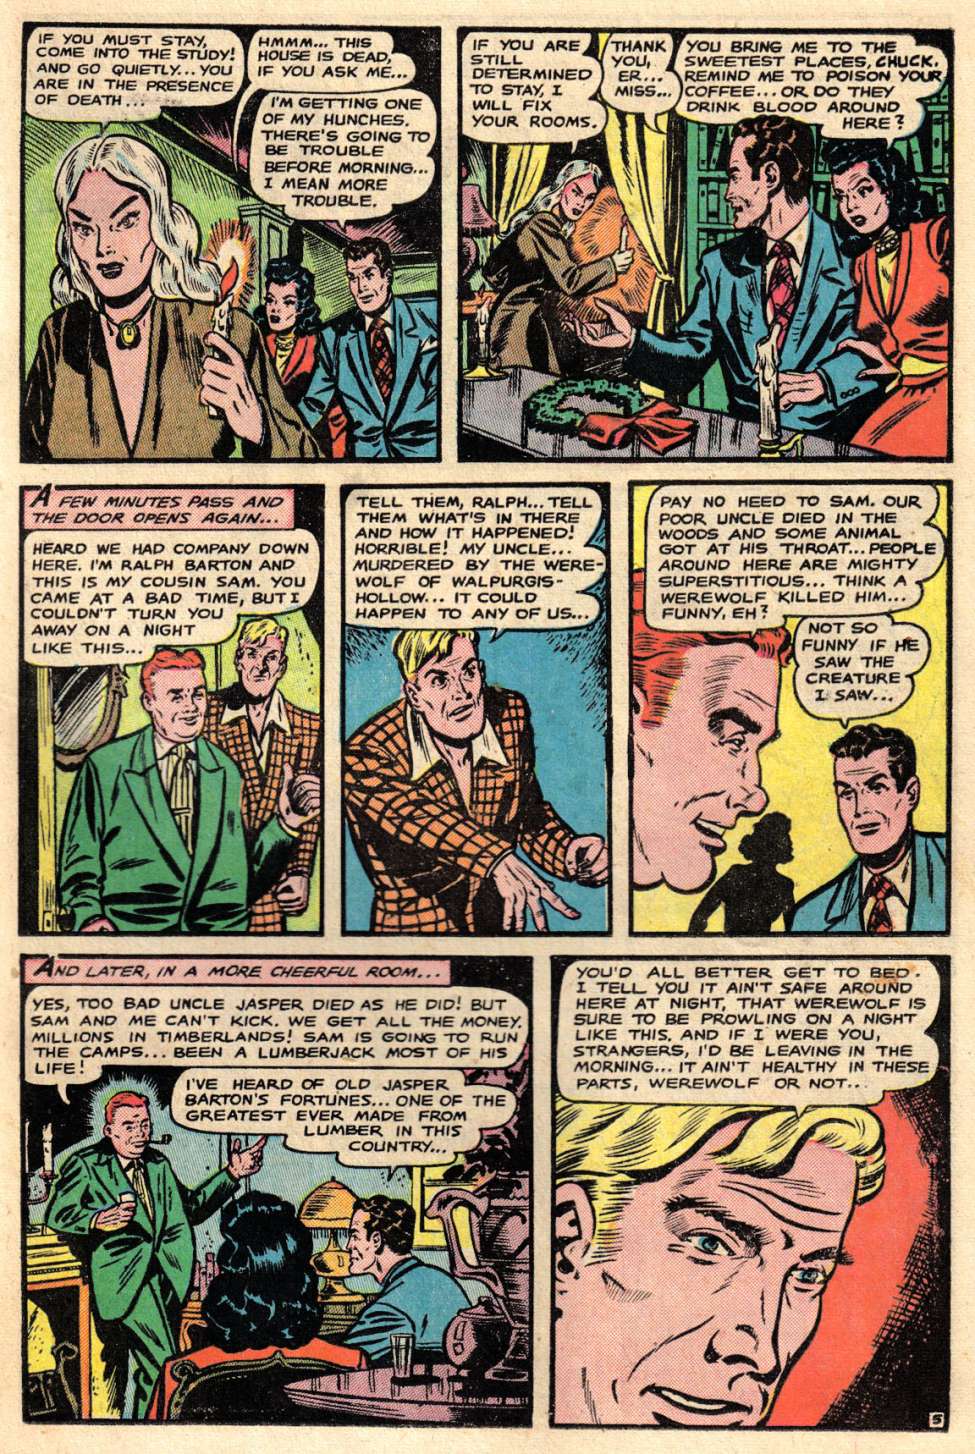 IF YOU MUST STAY,
COME INTO THE STUDY!
AND GO QUIETLY... YOU
ARE IN THE PRESENCE
OF DEATH...
HMMM... THIS
HOUSE IS DEAD,
IF YOU ASK ME...
I'M GETTING ONE
OF MY HUNCHES.
THERE'S GOING TO
BE TROUBLE
BEFORE MORNING...
I MEAN MORE
TROUBLE.
IF YOU ARE
STILL
DETERMINED
TO STAY, I
WILL FIX
YOUR ROOMS.
THANK
YOU,
ER...
MISS...
YOU BRING ME TO THE
SWEETEST PLACES, CHUCK.
REMIND ME TO POISON YOUR
COFFEE... OR DO THEY
DRINK BLOOD AROUND
HERE?
A FEW MINUTES PASS AND
THE DOOR OPENS AGAIN...
HEARD WE HAD COMPANY DOWN
HERE. I'M RALPH BARTON AND
THIS IS MY COUSIN SAM. YOU
CAME AT A BAD TIME, BUT I
COULDN'T TURN YOU
AWAY ON A NIGHT
LIKE THIS...
TELL THEM, RALPH... TELL
THEM WHAT'S IN THERE
AND HOW IT HAPPENED!
HORRIBLE! MY UNCLE...
MURDERED BY THE WERE-
WOLF OF WALPURGIS-
HOLLOW... IT COULD
HAPPEN TO ANY OF US...
PAY NO HEED TO SAM. OUR
POOR UNCLE DIED IN THE
WOODS AND SOME ANIMAL
GOT AT HIS THROAT... PEOPLE
AROUND HERE ARE MIGHTY
SUPERSTITIOUS... THINK A
WEREWOLF KILLED HIM...
FUNNY, EH?
NOT SO
FUNNY IF HE
SAW THE
CREATURE
I SAW...
AND LATER, IN A MORE CHEERFUL ROOM...
YES, TOO BAD UNCLE JASPER DIED AS HE DID! BUT
SAM AND ME CAN'T KICK. WE GET ALL THE MONEY.
MILLIONS IN TIMBERLANDS! SAM IS GOING TO RUN
THE CAMPS... BEEN A LUMBERJACK MOST OF HIS
LIFE!
I'VE HEARD OF OLD JASPER
BARTON'S FORTUNES... ONE OF THE
GREATEST EVER MADE FROM
LUMBER IN THIS
COUNTRY...
YOU'D ALL BETTER GET TO BED.
I TELL YOU IT AIN'T SAFE AROUND
HERE AT NIGHT, THAT WEREWOLF IS
SURE TO BE PROWLING ON A NIGHT
LIKE THIS. AND IF I WERE YOU,
STRANGERS, I'D BE LEAVING IN THE
MORNING... IT AIN'T HEALTHY IN THESE
PARTS, WEREWOLF OR NOT...
5